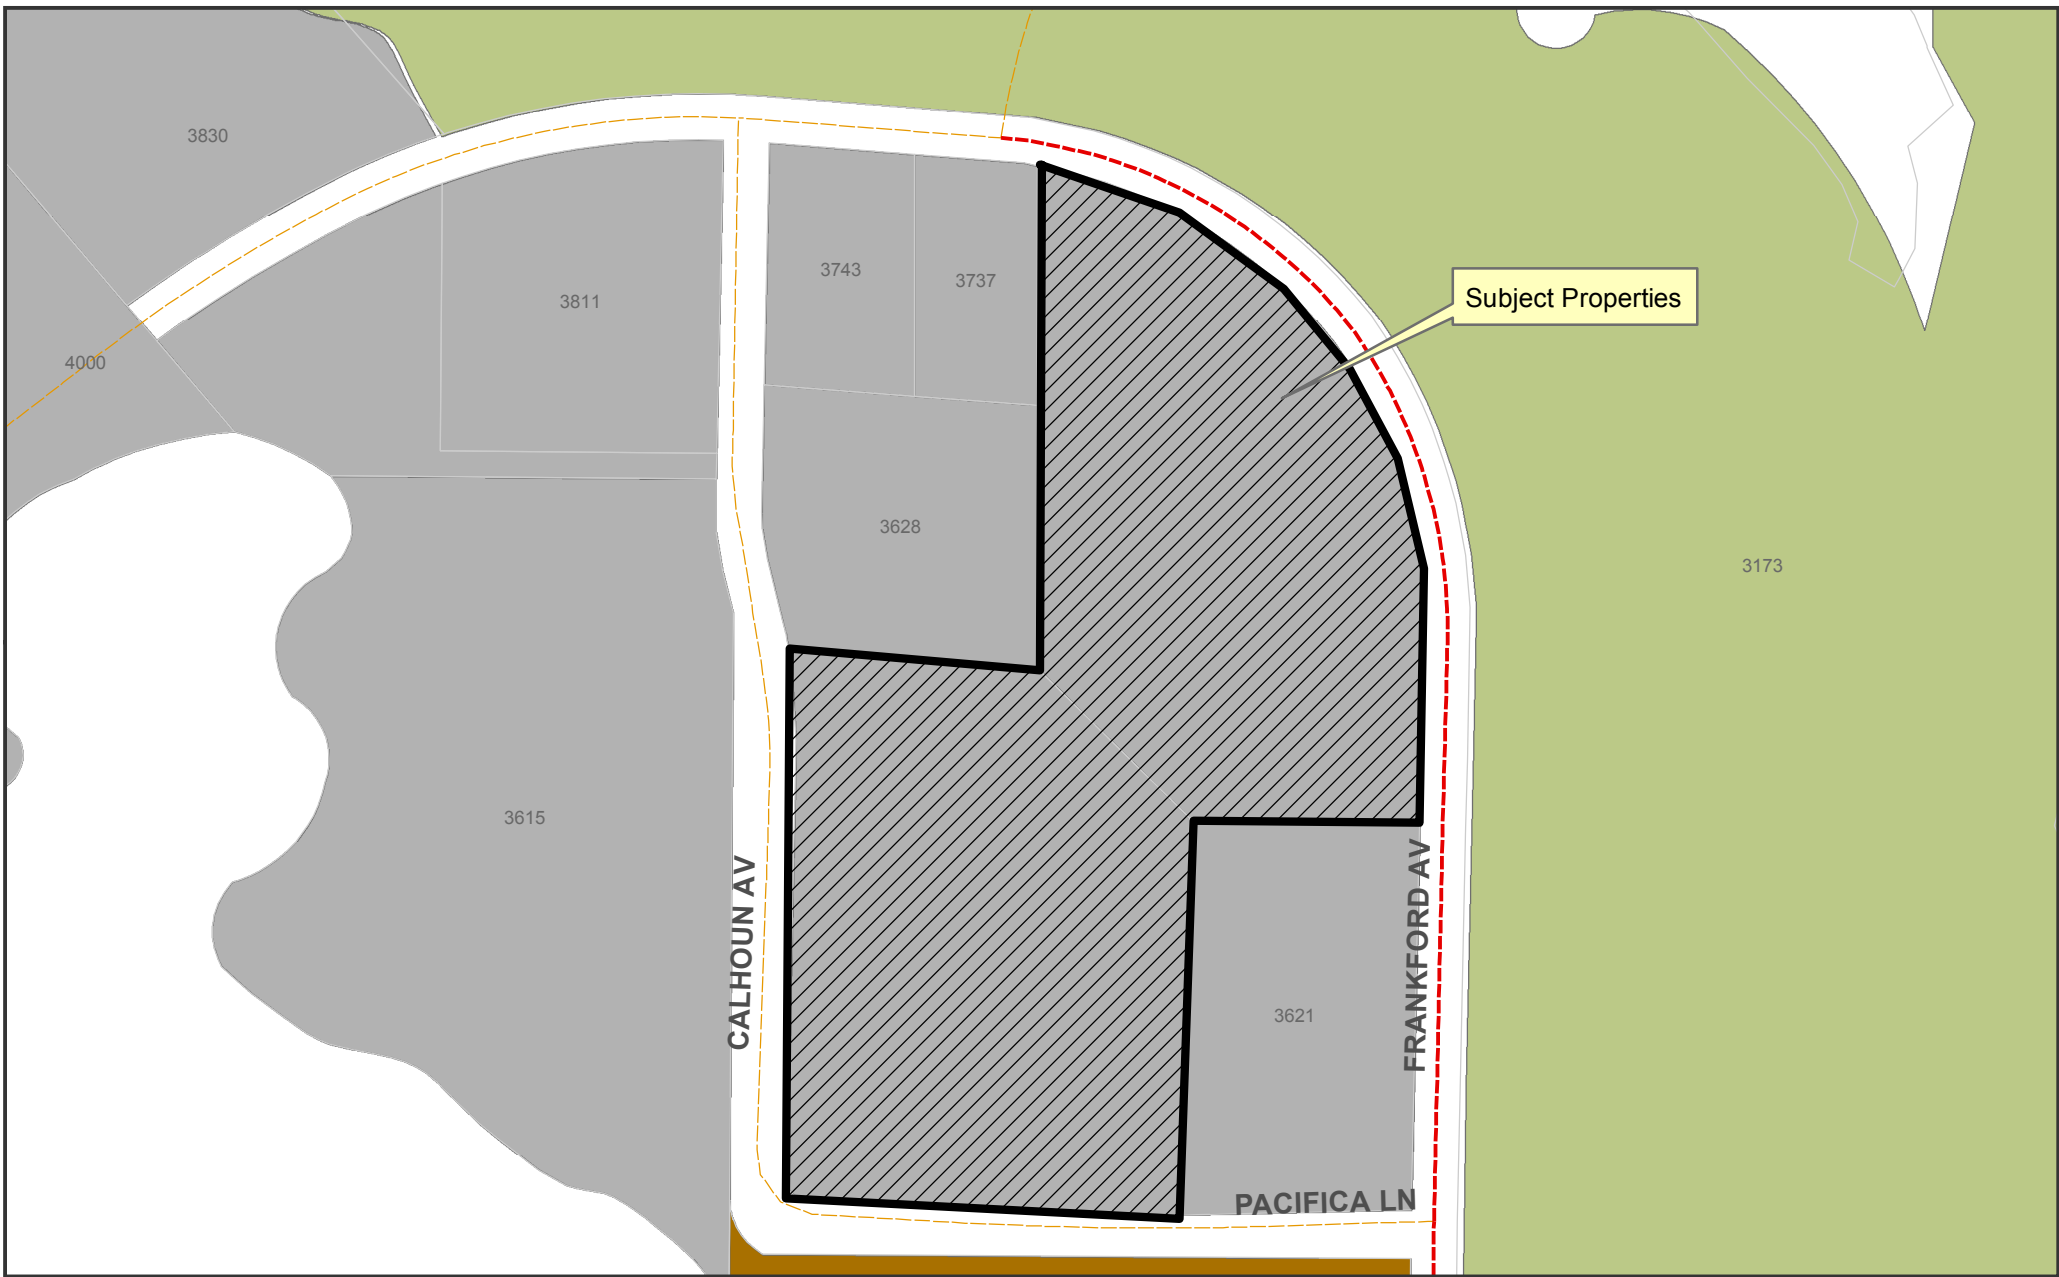 3830
3743
3737
3811
Subject Properties
4000
3628
3173
3615
CALHOUN AV
FRANKFORD AV
3621
PACIFICA LN